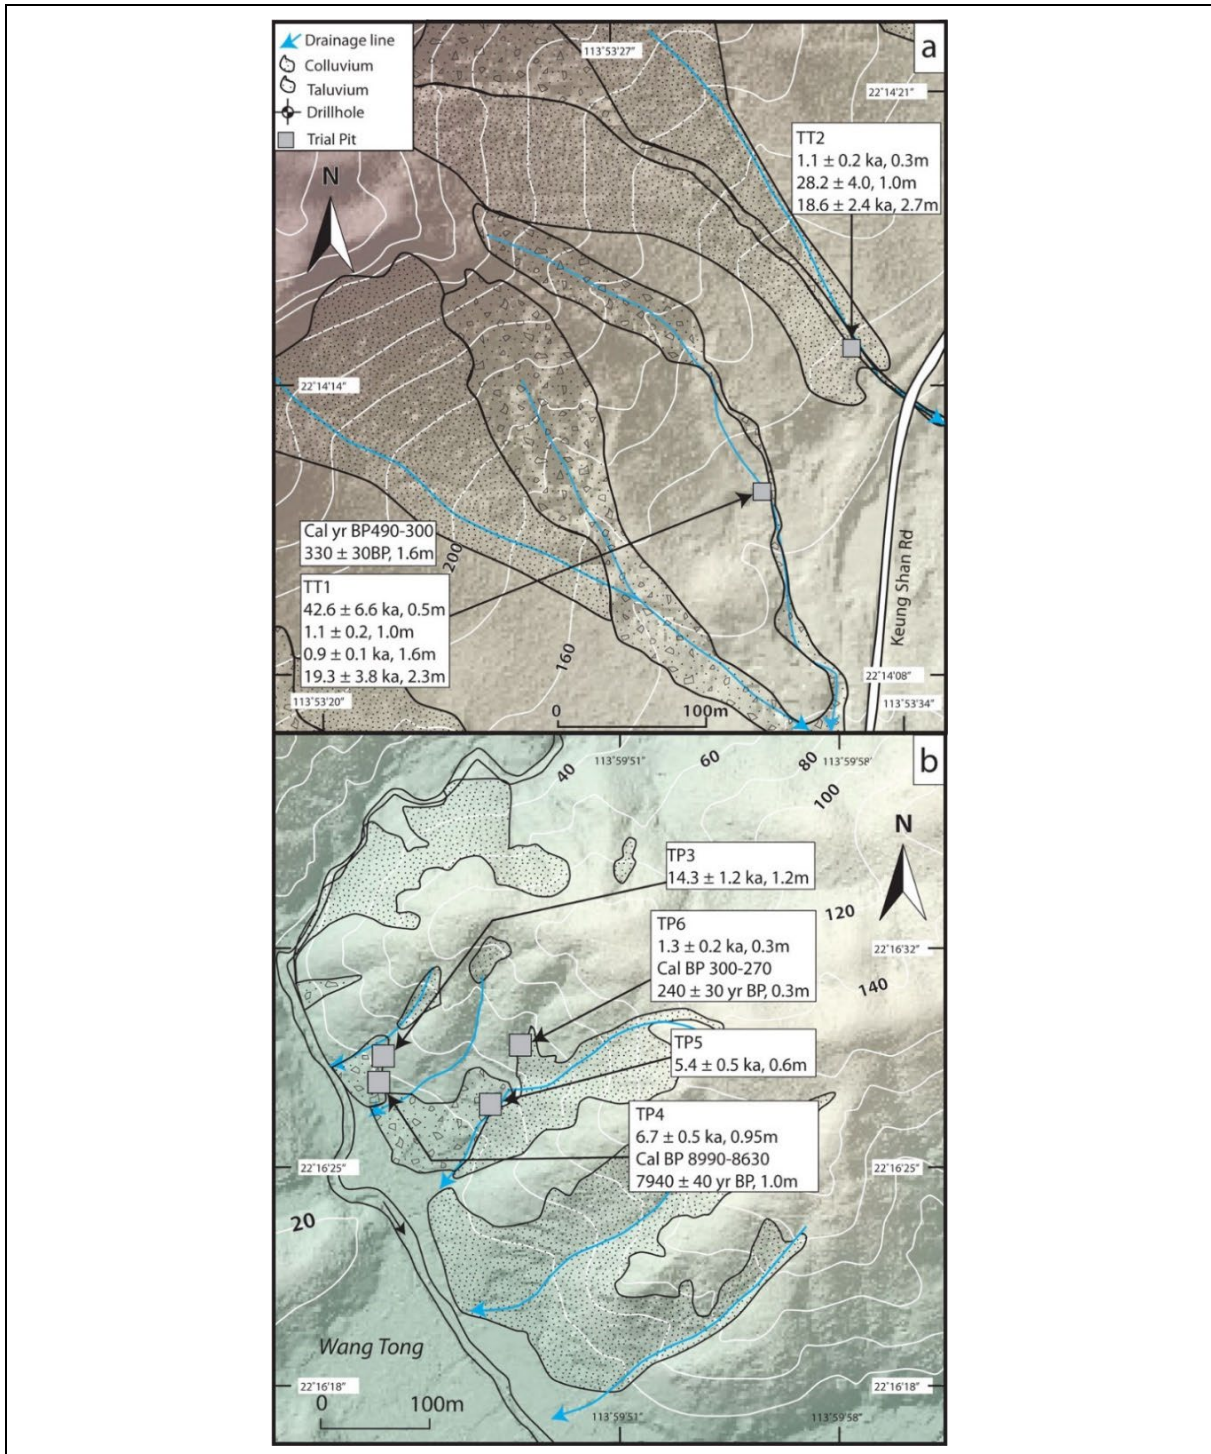 Drainage line
Colluvium
Taluvium
Drillhole
Trial Pit
N
a
113°53'27"
22°14'21"
TT2
1.1 ± 0.2 ka, 0.3m
28.2 ± 4.0, 1.0m
18.6 ± 2.4 ka, 2.7m
22°14'14"
Cal yr BP490-300
330 ± 30BP, 1.6m
200
TT1
42.6 ± 6.6 ka, 0.5m
1.1 ± 0.2, 1.0m
0.9 ± 0.1 ka, 1.6m
19.3 ± 3.8 ka, 2.3m
160
Keung Shan Rd
22°14'08"
113°53'20"
113°53'34"
0 100m
b
40
113°59'51"
60
80
113°59'58'
100
N
TP3
14.3 ± 1.2 ka, 1.2m
120
TP6
1.3 ± 0.2 ka, 0.3m
Cal BP 300-270
240 ± 30 yr BP, 0.3m
22°16'32"
140
TP5
5.4 ± 0.5 ka, 0.6m
TP4
6.7 ± 0.5 ka, 0.95m
Cal BP 8990-8630
7940 ± 40 yr BP, 1.0m
22°16'25"
22°16'25"
20
Wang Tong
22°16'18"
22°16'18"
0 100m
113°59'51"
113°59'58"